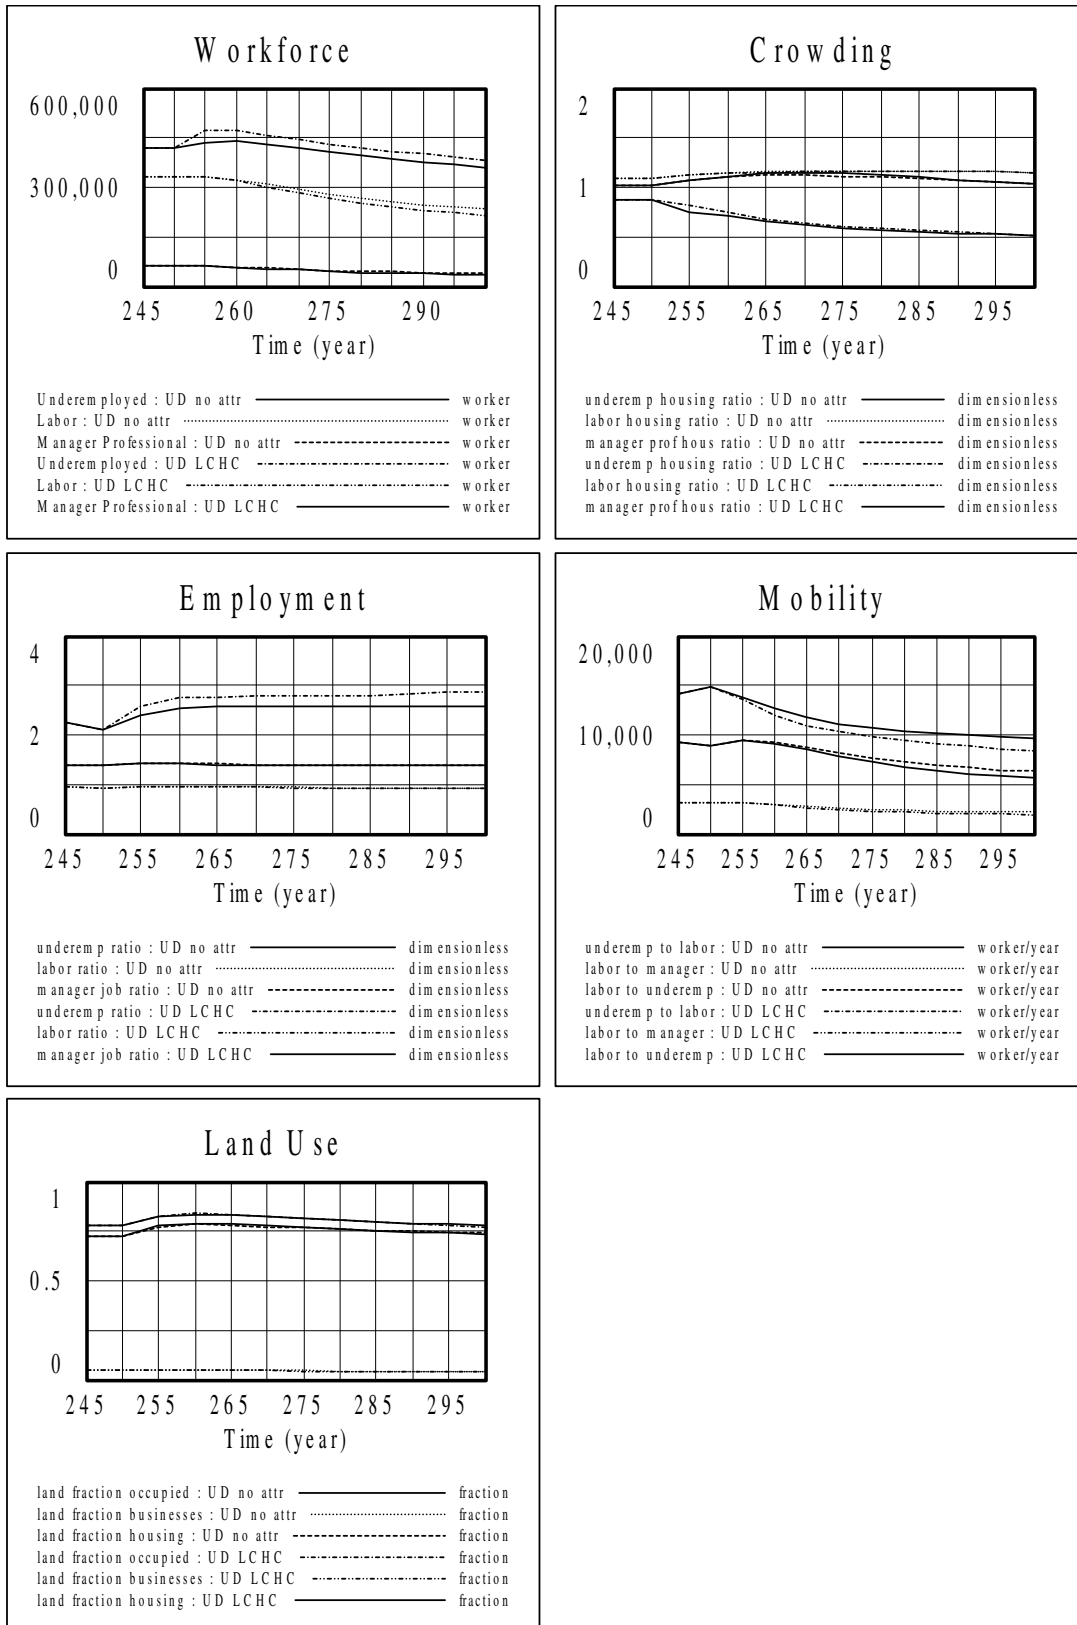 Workforce
600,000
300,000
0
245 260 275 290
Time (year)
Underemployed : UD no attr worker
Labor : UD no attr worker
Manager Professional : UD no attr worker
Underemployed : UD LCHC worker
Labor : UD LCHC worker
Manager Professional : UD LCHC worker
Crowding
2
1
0
245 255 265 275 285 295
Time (year)
underemp housing ratio : UD no attr dimensionless
labor housing ratio : UD no attr dimensionless
manager prof hous ratio : UD no attr dimensionless
underemp housing ratio : UD LCHC dimensionless
labor housing ratio : UD LCHC dimensionless
manager prof hous ratio : UD LCHC dimensionless
Employment
4
2
0
245 255 265 275 285 295
Time (year)
underemp ratio : UD no attr dimensionless
labor ratio : UD no attr dimensionless
manager job ratio : UD no attr dimensionless
underemp ratio : UD LCHC dimensionless
labor ratio : UD LCHC dimensionless
manager job ratio : UD LCHC dimensionless
Mobility
20,000
10,000
0
245 255 265 275 285 295
Time (year)
underemp to labor : UD no attr worker/year
labor to manager : UD no attr worker/year
labor to underemp : UD no attr worker/year
underemp to labor : UD LCHC worker/year
labor to manager : UD LCHC worker/year
labor to underemp : UD LCHC worker/year
Land Use
1
0.5
0
245 255 265 275 285 295
Time (year)
land fraction occupied : UD no attr fraction
land fraction businesses : UD no attr fraction
land fraction housing : UD no attr fraction
land fraction occupied : UD LCHC fraction
land fraction businesses : UD LCHC fraction
land fraction housing : UD LCHC fraction